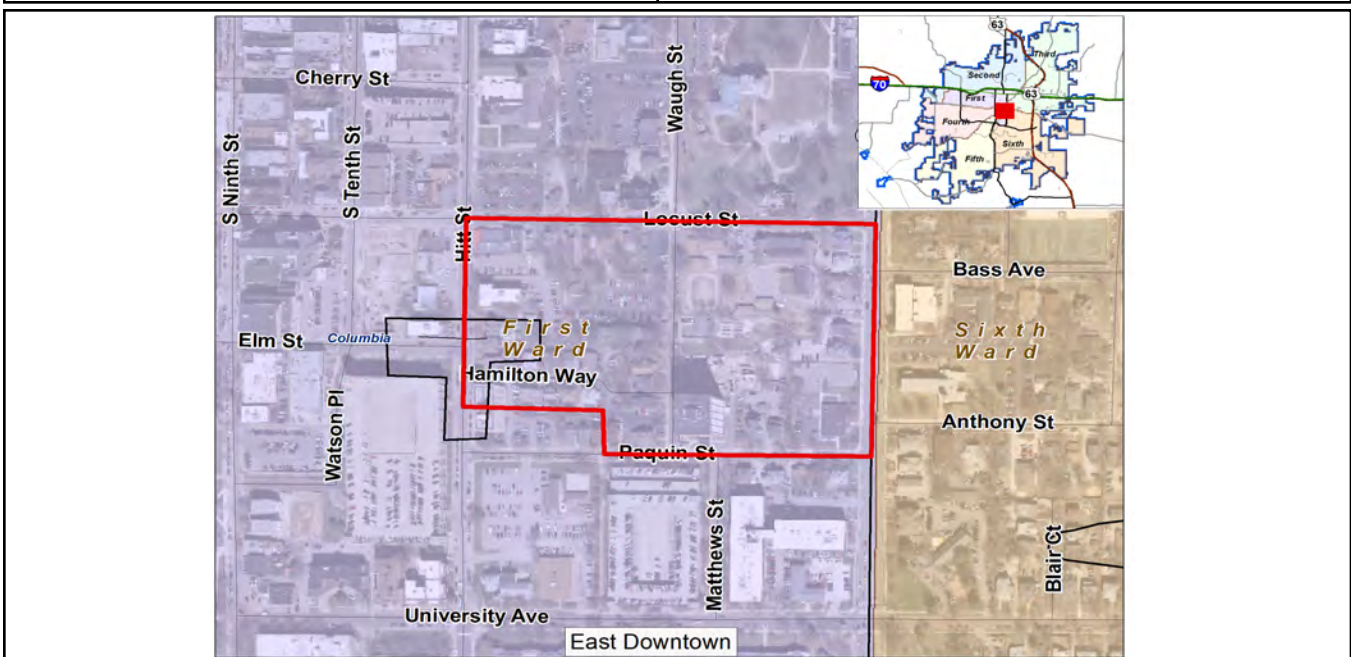 63
Third
Second
70
63
First
Fourth
Sixth
Fifth
Cherry St
Waugh St
S Ninth St
S Tenth St
Hitt St
Locust St
Bass Ave
First
Ward
Sixth
Ward
Elm St
Columbia
Hamilton Way
Watson Pl
Anthony St
Paquin St
Matthews St
Blair Ct
University Ave
East Downtown